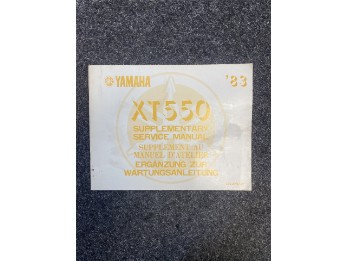 YAMAHA '83
XT550
SUPPLEMENTARY
SERVICE MANUAL
SUPPLEMENT AU
MANUEL D'ATELIER
ERGÄNZUNG ZUR
WARTUNGSANLEITUNG